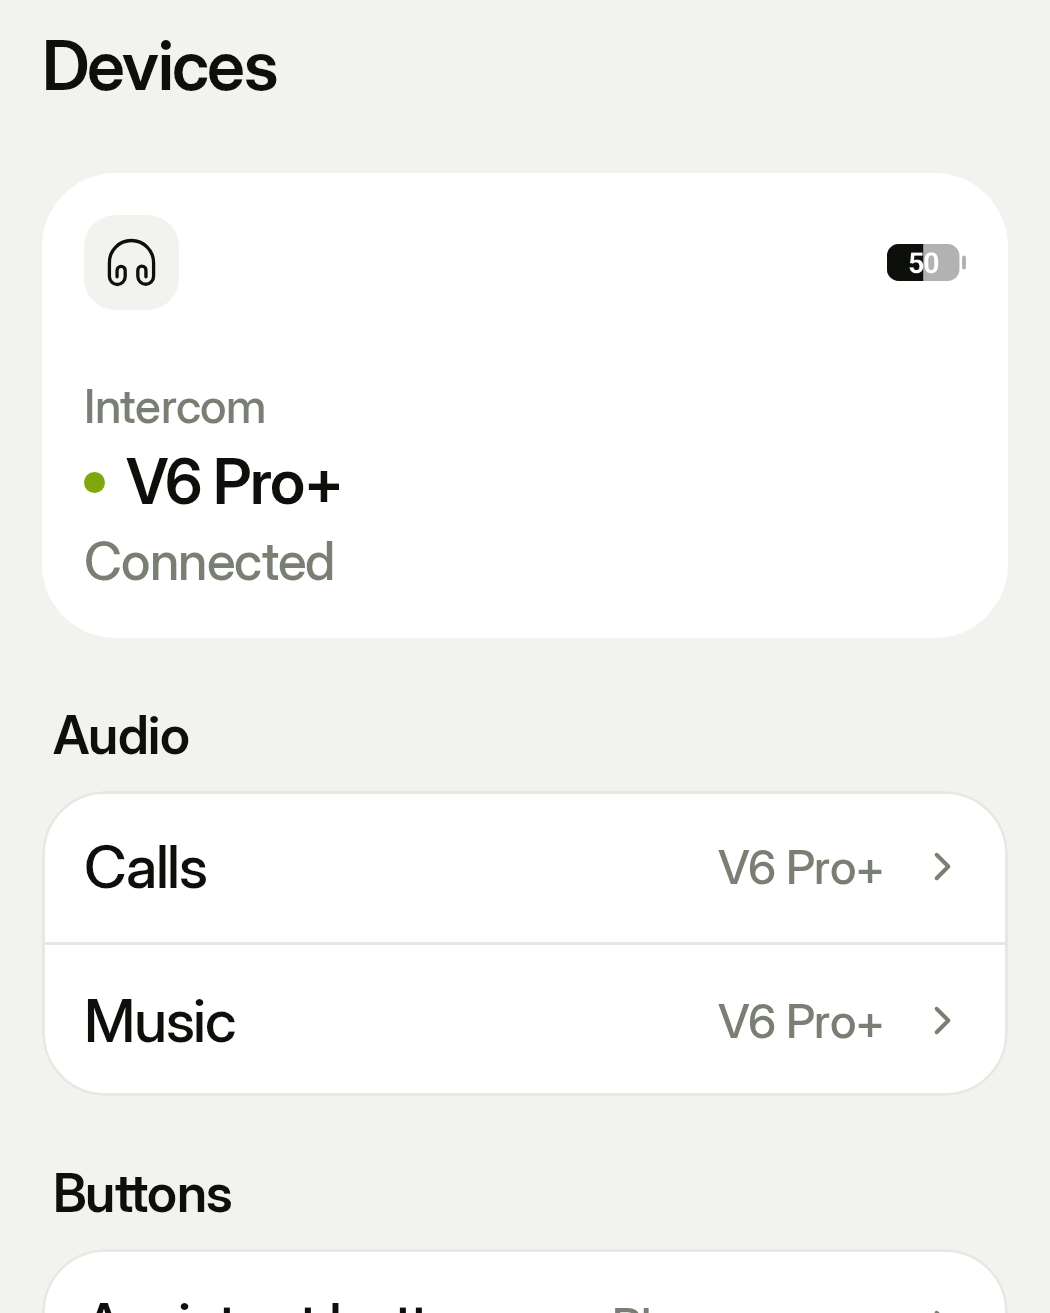 Devices
50
Intercom
V6 Pro+
Connected
Audio
Calls V6 Pro+
Music V6 Pro+
Buttons